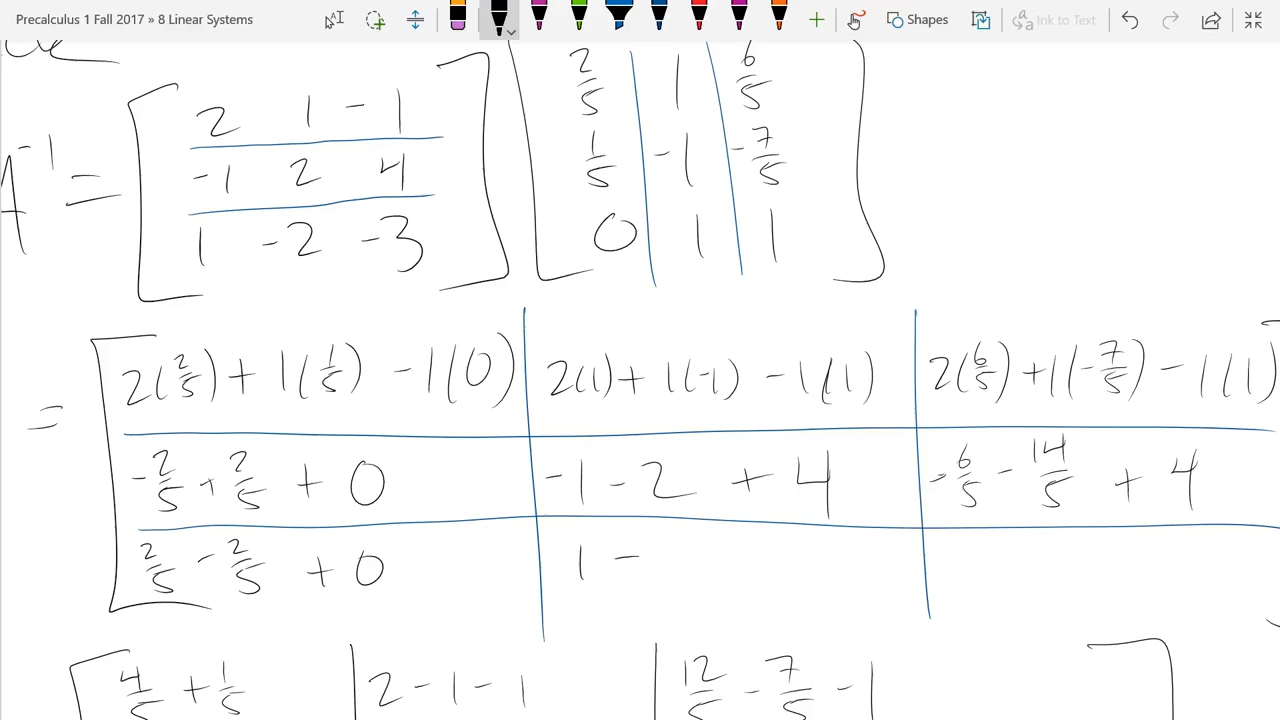 Precalculus 1 Fall 2017 » 8 Linear Systems
Shapes
Ink to Text
2 1 -1 2/5 1 6/5
A⁻¹ = -1 2 4 1/5 -1 -7/5
1 -2 -3 0 1 1
= 2(2/5) + 1(1/5) - 1(0) 2(1) + 1(-1) - 1(1) 2(6/5) + 1(-7/5) - 1(1)
-2/5 + 2/5 + 0 -1 - 2 + 4 -6/5 - 14/5 + 4
2/5 - 2/5 + 0 1 -
4/5 + 1/5 2 - 1 - 1 12/5 - 7/5 - 1